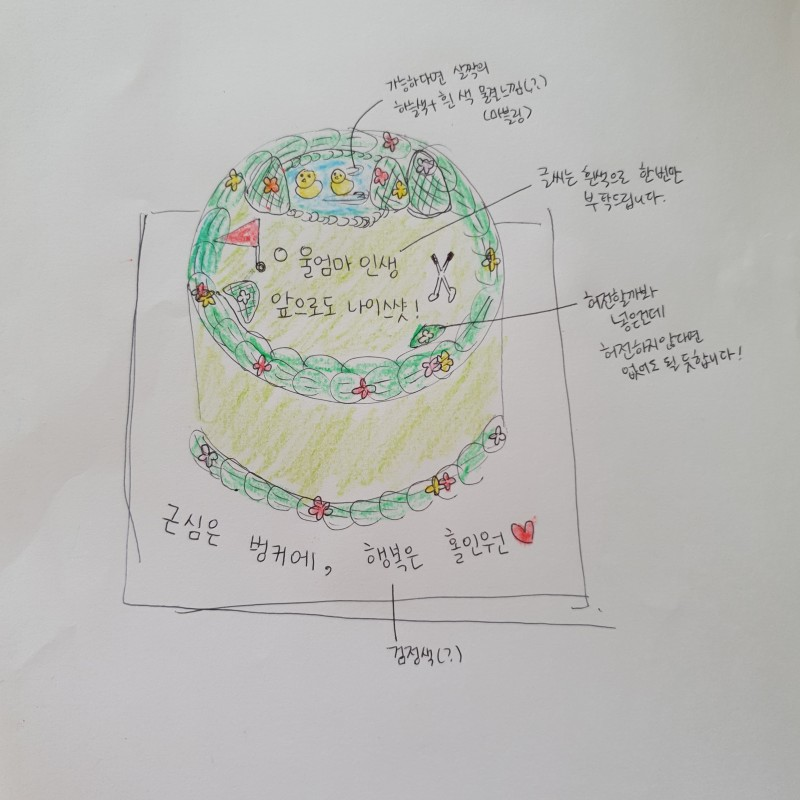 가능하다면 살짝의
하늘색+흰색 물결느낌(?)
(마블링)
글씨는 흰색으로 한번만
부탁드립니다.
울엄마 인생
앞으로도 나이스샷!
허전할까봐
넣은건데
허전하지않다면
없어도 될 듯합니다!
근심은 벙커에, 행복은 홀인원
검정색(?)